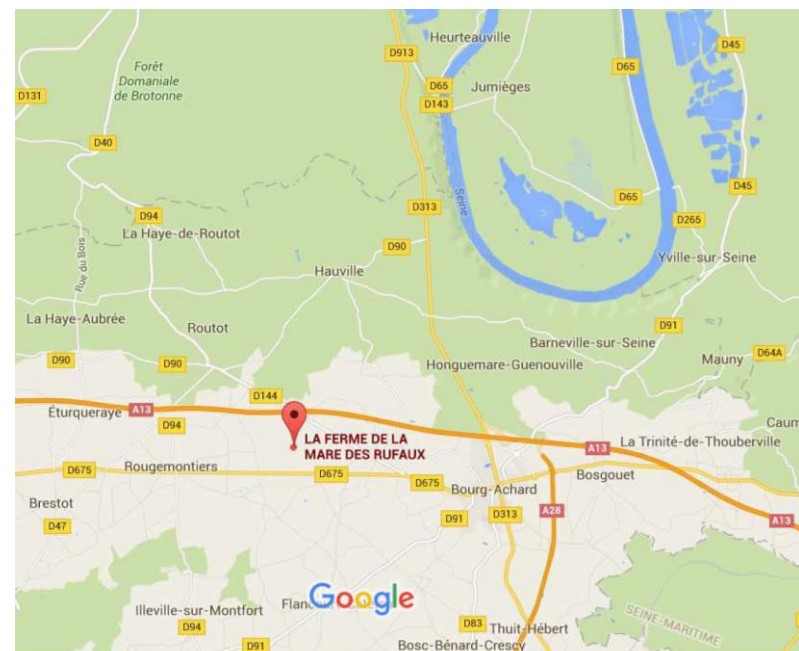 Heurteauville
D913
D45
Forêt
Domaniale
de Brotonne
D65
D65
Jumièges
D131
D143
D40
Seine
D65
D45
D94
D313
D265
La Haye-de-Routot
D90
Rue du Bois
Hauville
Yville-sur-Seine
La Haye-Aubrée
Routot
D91
Barneville-sur-Seine
D90
D90
Honguemare-Guenouville
Mauny
D64A
D144
Éturqueraye
A13
D94
Caum
LA FERME DE LA
MARE DES RUFAUX
A13
La Trinité-de-Thouberville
D675
Rougemontiers
D675
D675
Bosgouet
Brestot
Bourg-Achard
D47
D91
D313
A28
A13
Google
Illeville-sur-Montfort
Flanc
D94
D83
Thuit-Hébert
SEINE-MARITIME
D91
Bosc-Bénard-Crescy